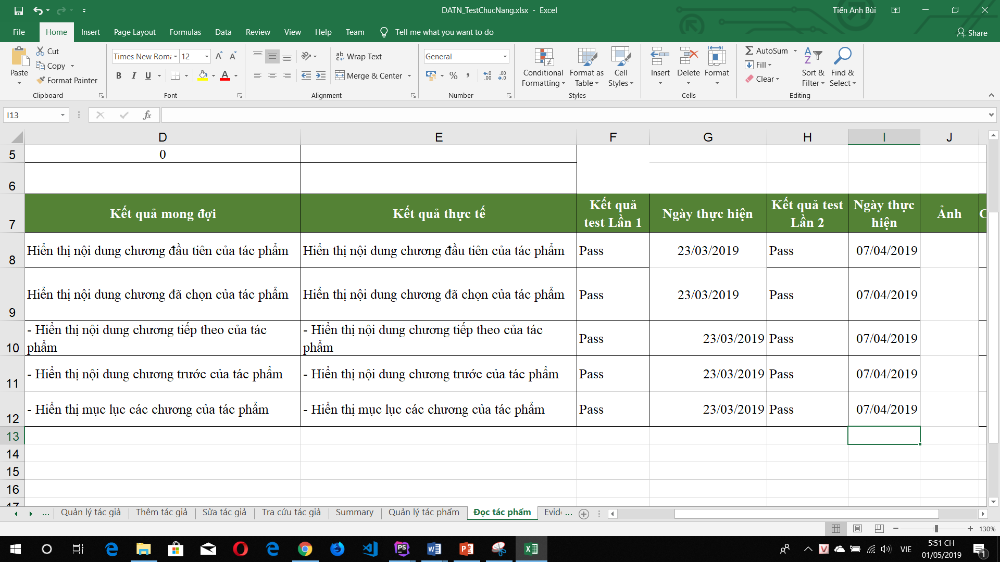 DATN_TestChucNang.xlsx - Excel
Tiến Anh Bùi
File Home Insert Page Layout Formulas Data Review View Help Team Tell me what you want to do Share
Cut
Copy
Format Painter
Paste
Clipboard
Times New Roma 12
B I U
Font
Wrap Text
Merge & Center
Alignment
General
Number
Conditional Formatting
Format as Table
Cell Styles
Styles
Insert Delete Format
Cells
AutoSum
Fill
Clear
Sort & Filter
Find & Select
Editing
I13
fx
D E F G H I J
5 0
6
7 Kết quả mong đợi Kết quả thực tế Kết quả test Lần 1 Ngày thực hiện Kết quả test Lần 2 Ngày thực hiện Ảnh C
8 Hiển thị nội dung chương đầu tiên của tác phẩm Hiển thị nội dung chương đầu tiên của tác phẩm Pass 23/03/2019 Pass 07/04/2019
9 Hiển thị nội dung chương đã chọn của tác phẩm Hiển thị nội dung chương đã chọn của tác phẩm Pass 23/03/2019 Pass 07/04/2019
10 - Hiển thị nội dung chương tiếp theo của tác phẩm - Hiển thị nội dung chương tiếp theo của tác phẩm Pass 23/03/2019 Pass 07/04/2019
11 - Hiển thị nội dung chương trước của tác phẩm - Hiển thị nội dung chương trước của tác phẩm Pass 23/03/2019 Pass 07/04/2019
12 - Hiển thị mục lục các chương của tác phẩm - Hiển thị mục lục các chương của tác phẩm Pass 23/03/2019 Pass 07/04/2019
13
14
15
16
17
... Quản lý tác giả Thêm tác giả Sửa tác giả Tra cứu tác giả Summary Quản lý tác phẩm Đọc tác phẩm Evid ...
130%
VIE
5:51 CH
01/05/2019
1